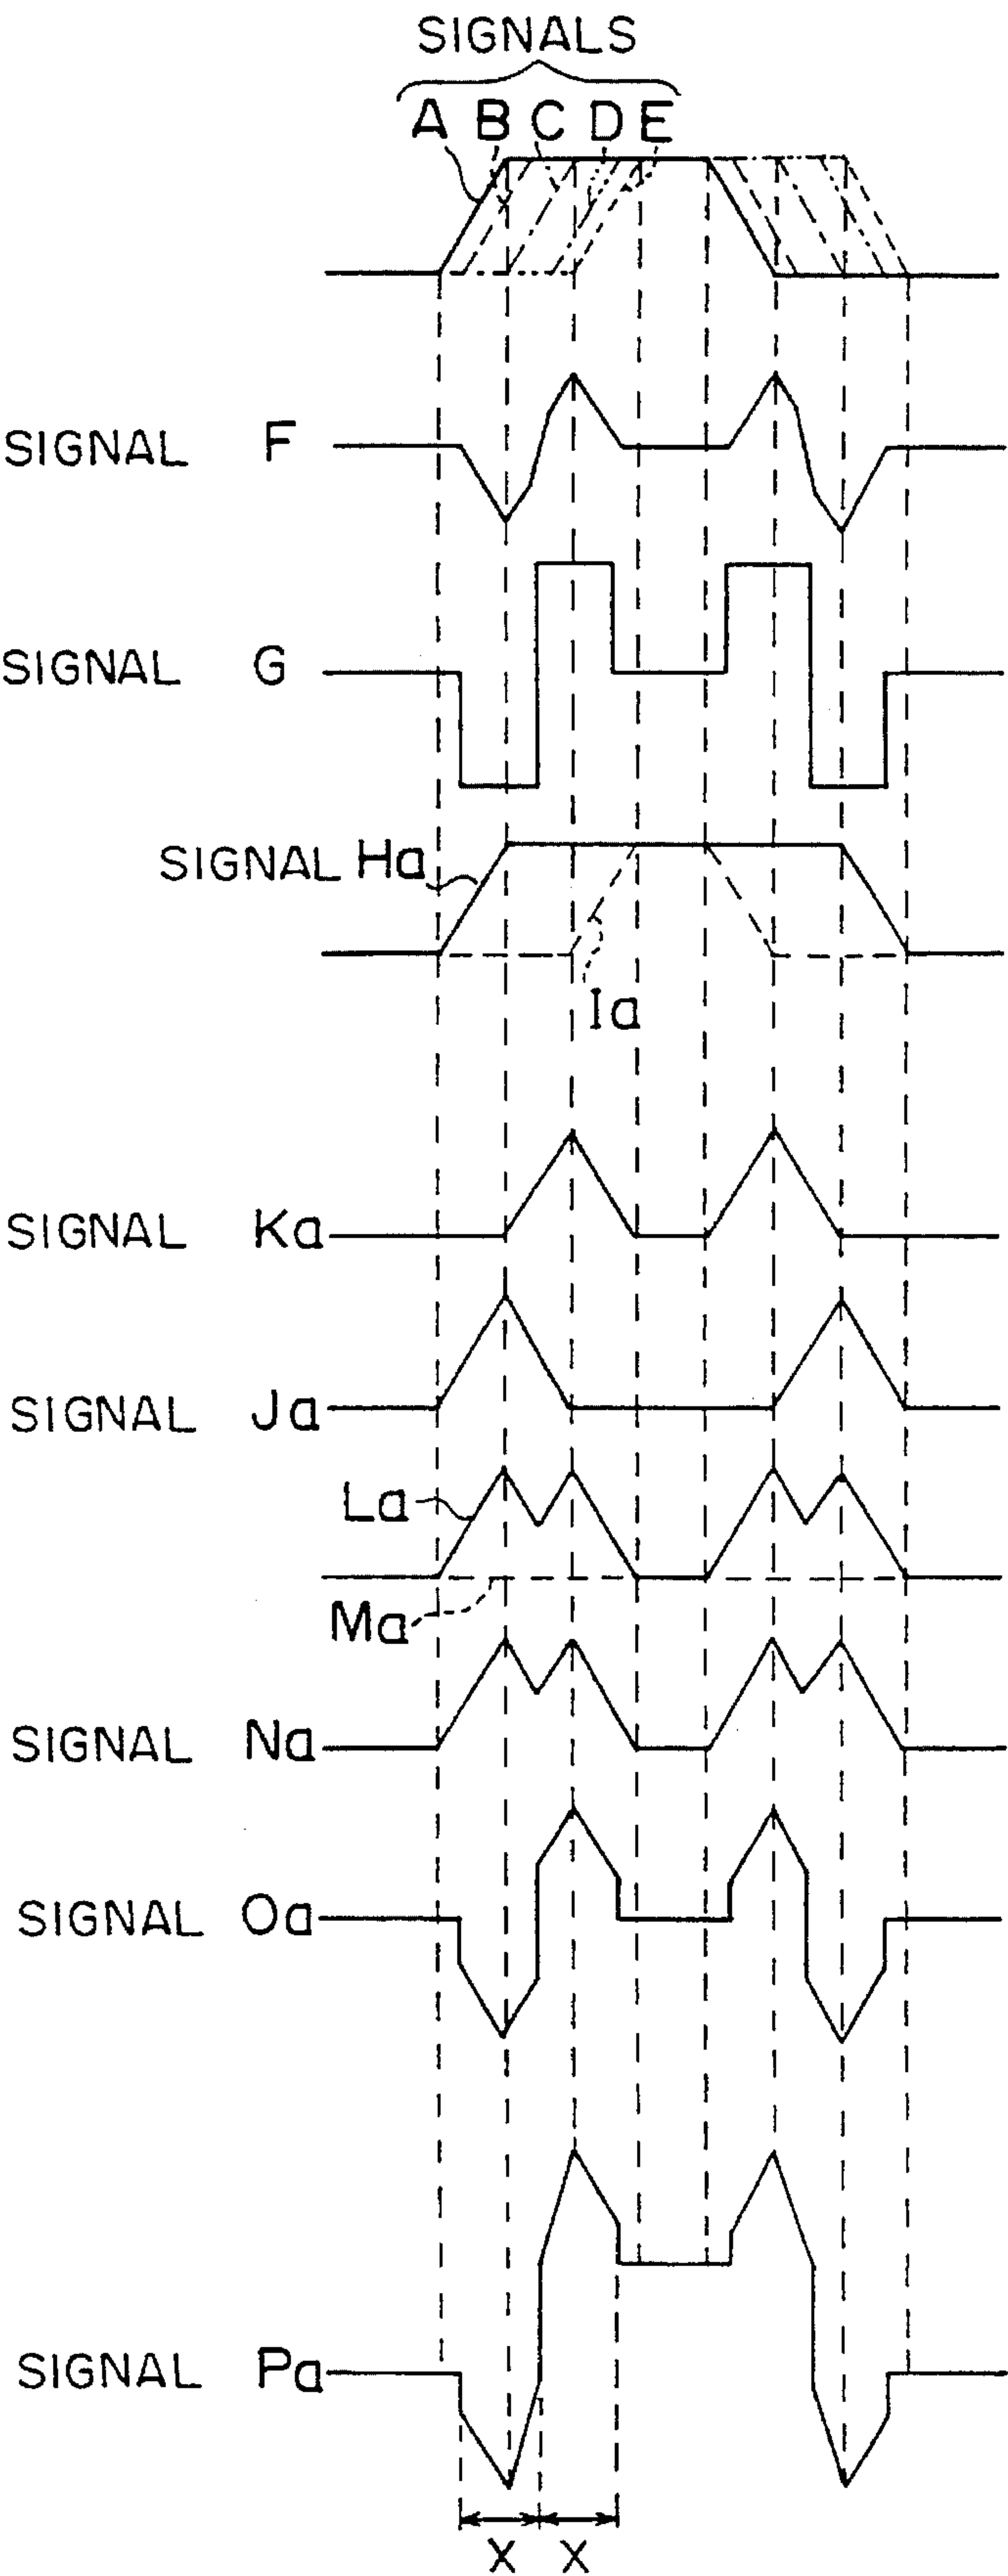 SIGNALS
A B C D E
SIGNAL F
SIGNAL G
SIGNAL Ha
Ia
SIGNAL Ka
SIGNAL Ja
La
Ma
SIGNAL Na
SIGNAL Oa
SIGNAL Pa
X X